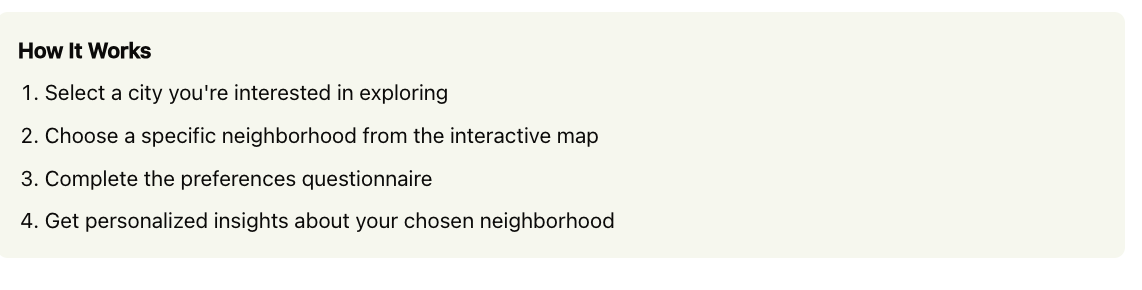 How It Works
1. Select a city you're interested in exploring
2. Choose a specific neighborhood from the interactive map
3. Complete the preferences questionnaire
4. Get personalized insights about your chosen neighborhood